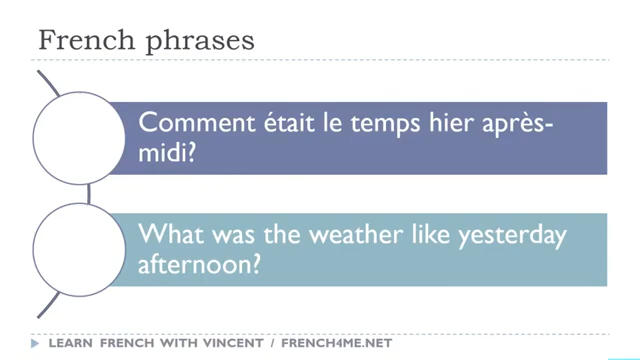 French phrases
Comment était le temps hier après-
midi?
What was the weather like yesterday
afternoon?
LEARN FRENCH WITH VINCENT / FRENCH4ME.NET